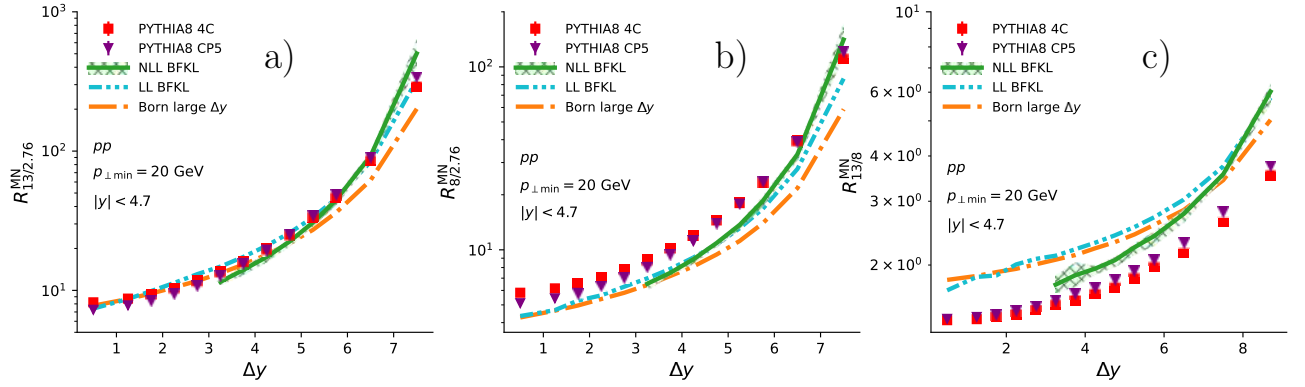 10³
10²
10¹
R^MN_13/2.76
PYTHIA8 4C
PYTHIA8 CP5
NLL BFKL
LL BFKL
Born large Δy
a)
pp
p⊥min = 20 GeV
|y| < 4.7
1 2 3 4 5 6 7
Δy
10²
10¹
R^MN_8/2.76
PYTHIA8 4C
PYTHIA8 CP5
NLL BFKL
LL BFKL
Born large Δy
b)
pp
p⊥min = 20 GeV
|y| < 4.7
1 2 3 4 5 6 7
Δy
10¹
6 × 10⁰
4 × 10⁰
3 × 10⁰
2 × 10⁰
R^MN_13/8
PYTHIA8 4C
PYTHIA8 CP5
NLL BFKL
LL BFKL
Born large Δy
c)
pp
p⊥min = 20 GeV
|y| < 4.7
2 4 6 8
Δy